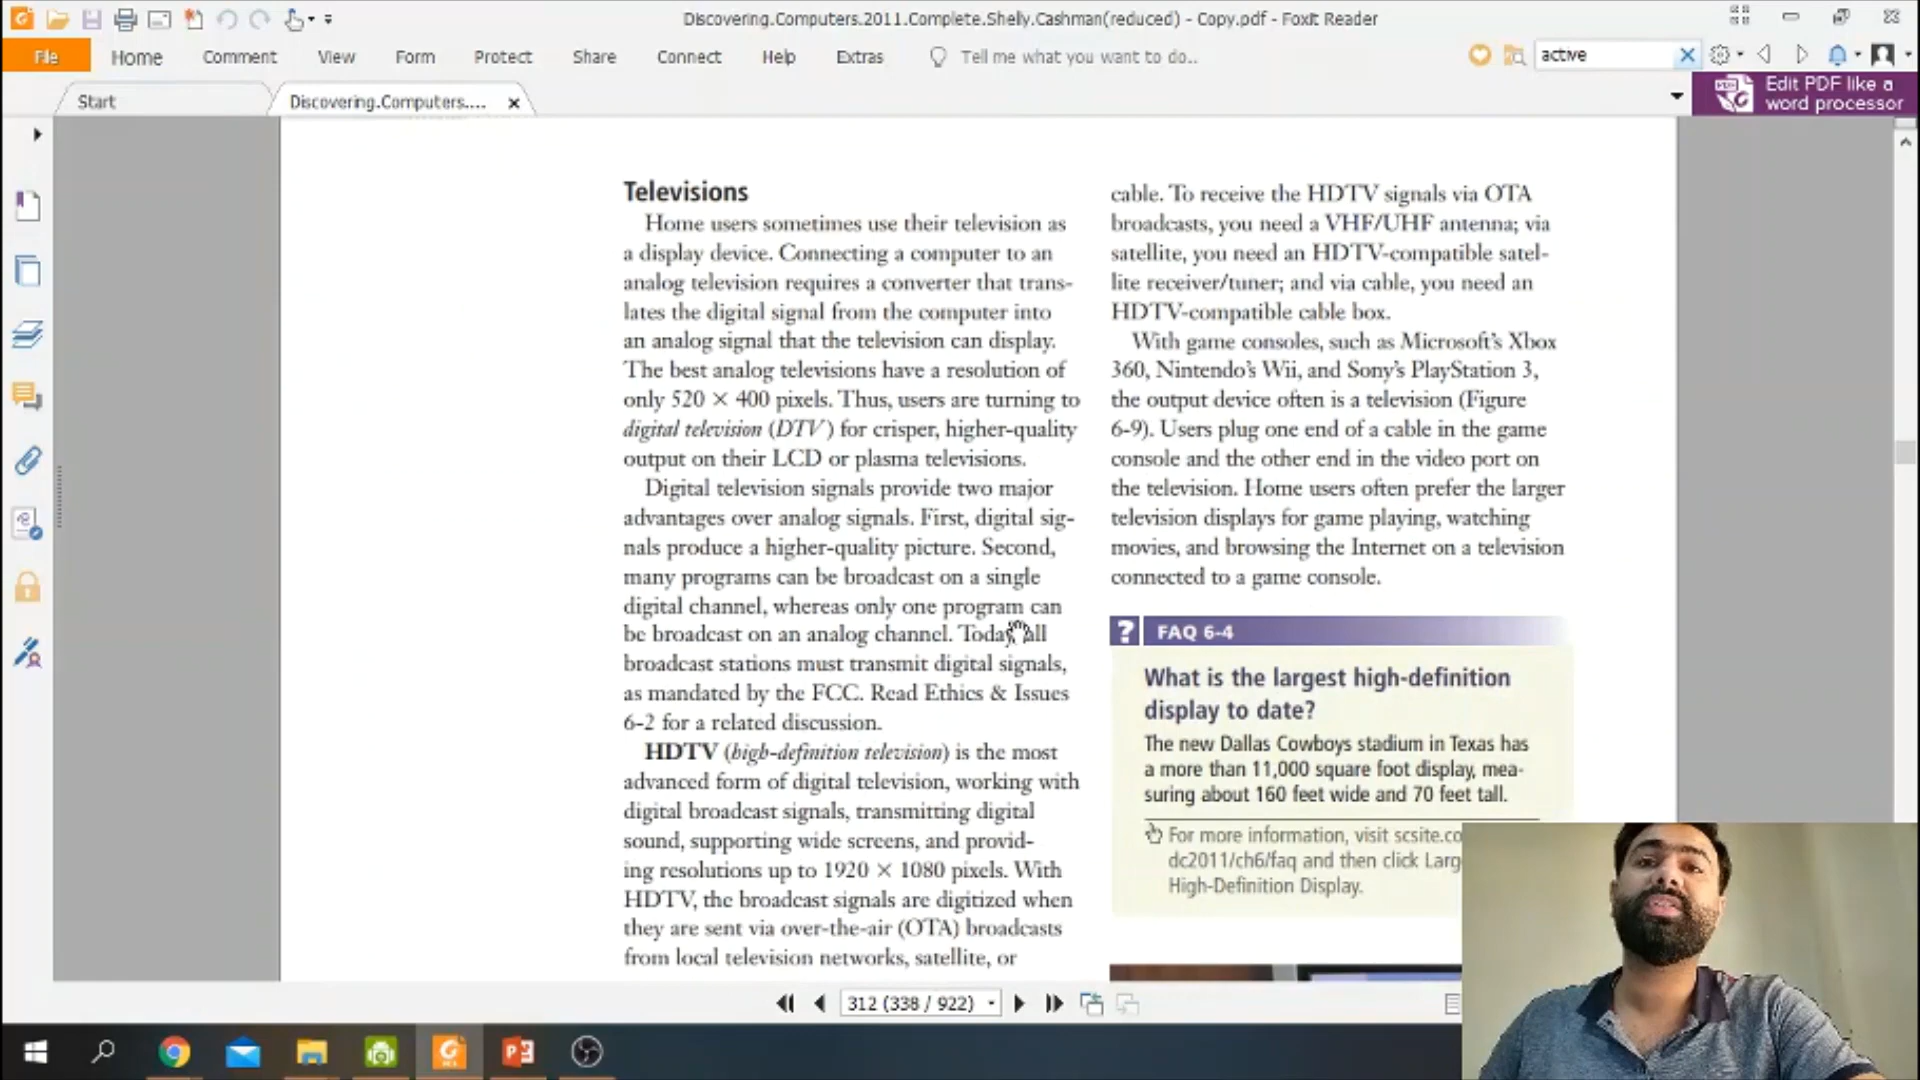 Discovering.Computers.2011.Complete.Shelly.Cashman(reduced) - Copy.pdf - Foxit Reader
File
Home
Comment
View
Form
Protect
Share
Connect
Help
Extras
Tell me what you want to do..
active
Start
Discovering.Computers....
Edit PDF like a
word processor
Televisions
Home users sometimes use their television as
a display device. Connecting a computer to an
analog television requires a converter that trans-
lates the digital signal from the computer into
an analog signal that the television can display.
The best analog televisions have a resolution of
only 520 × 400 pixels. Thus, users are turning to
digital television (DTV) for crisper, higher-quality
output on their LCD or plasma televisions.
Digital television signals provide two major
advantages over analog signals. First, digital sig-
nals produce a higher-quality picture. Second,
many programs can be broadcast on a single
digital channel, whereas only one program can
be broadcast on an analog channel. Today, all
broadcast stations must transmit digital signals,
as mandated by the FCC. Read Ethics & Issues
6-2 for a related discussion.
HDTV (high-definition television) is the most
advanced form of digital television, working with
digital broadcast signals, transmitting digital
sound, supporting wide screens, and provid-
ing resolutions up to 1920 × 1080 pixels. With
HDTV, the broadcast signals are digitized when
they are sent via over-the-air (OTA) broadcasts
from local television networks, satellite, or
cable. To receive the HDTV signals via OTA
broadcasts, you need a VHF/UHF antenna; via
satellite, you need an HDTV-compatible satel-
lite receiver/tuner; and via cable, you need an
HDTV-compatible cable box.
With game consoles, such as Microsoft's Xbox
360, Nintendo's Wii, and Sony's PlayStation 3,
the output device often is a television (Figure
6-9). Users plug one end of a cable in the game
console and the other end in the video port on
the television. Home users often prefer the larger
television displays for game playing, watching
movies, and browsing the Internet on a television
connected to a game console.
? FAQ 6-4
What is the largest high-definition
display to date?
The new Dallas Cowboys stadium in Texas has
a more than 11,000 square foot display, mea-
suring about 160 feet wide and 70 feet tall.
For more information, visit scsite.co
dc2011/ch6/faq and then click Larg
High-Definition Display.
312 (338 / 922)